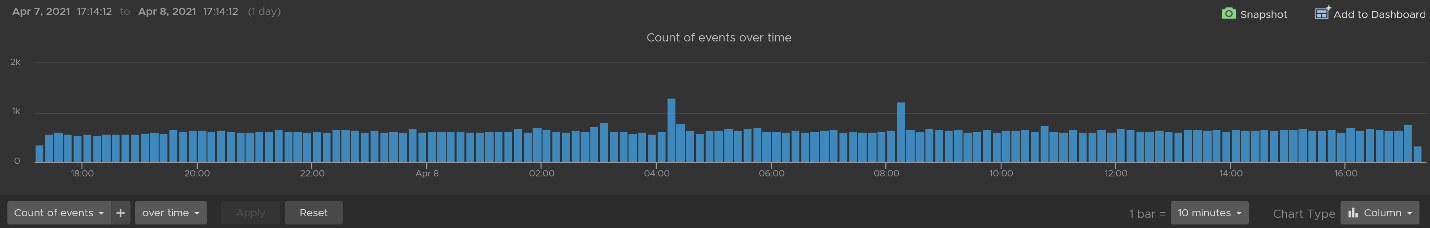 Apr 7, 2021 17:14:12 to Apr 8, 2021 17:14:12 (1 day)
Snapshot Add to Dashboard
Count of events over time
2k
1k
0
18:00 20:00 22:00 Apr 8 02:00 04:00 06:00 08:00 10:00 12:00 14:00 16:00
Count of events + over time Apply Reset 1 bar = 10 minutes Chart Type Column